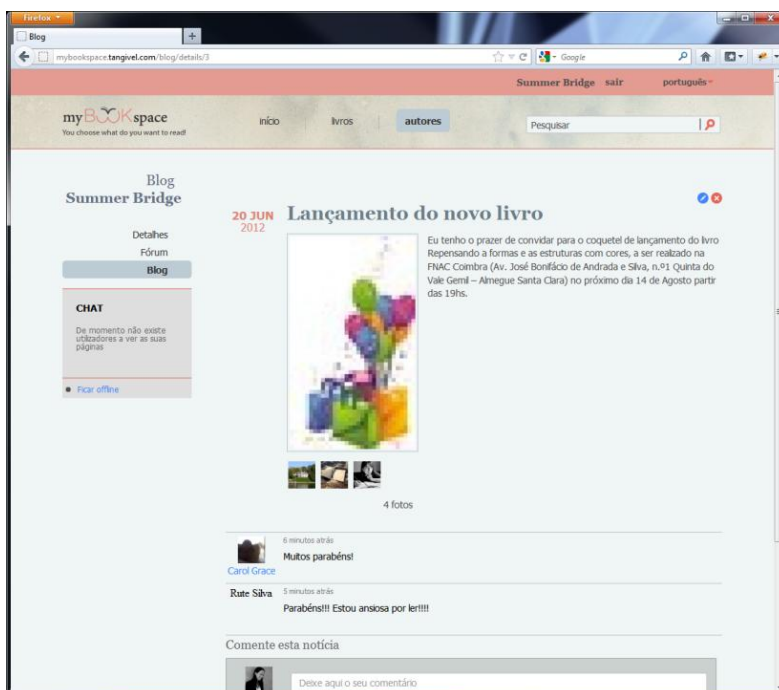 Firefox
Blog
mybookspace.tangivel.com/blog/details/3
Google
Summer Bridge sair português
myBOOKspace
You choose what do you want to read!
início livros autores
Pesquisar
Blog
Summer Bridge
Detalhes
Fórum
Blog
CHAT
De momento não existe
utilizadores a ver as suas
páginas
Ficar offline
20 JUN
2012
Lançamento do novo livro
Eu tenho o prazer de convidar para o coquetel de lançamento do livro
Repensando a formas e as estruturas com cores, a ser realizado na
FNAC Coimbra (Av. José Bonifácio de Andrada e Silva, n.º1 Quinta do
Vale Gemil – Almegue Santa Clara) no próximo dia 14 de Agosto partir
das 19hs.
4 fotos
6 minutos atrás
Muitos parabéns!
Carol Grace
Rute Silva
5 minutos atrás
Parabéns!!! Estou ansiosa por ler!!!!
Comente esta notícia
Deixe aqui o seu comentário